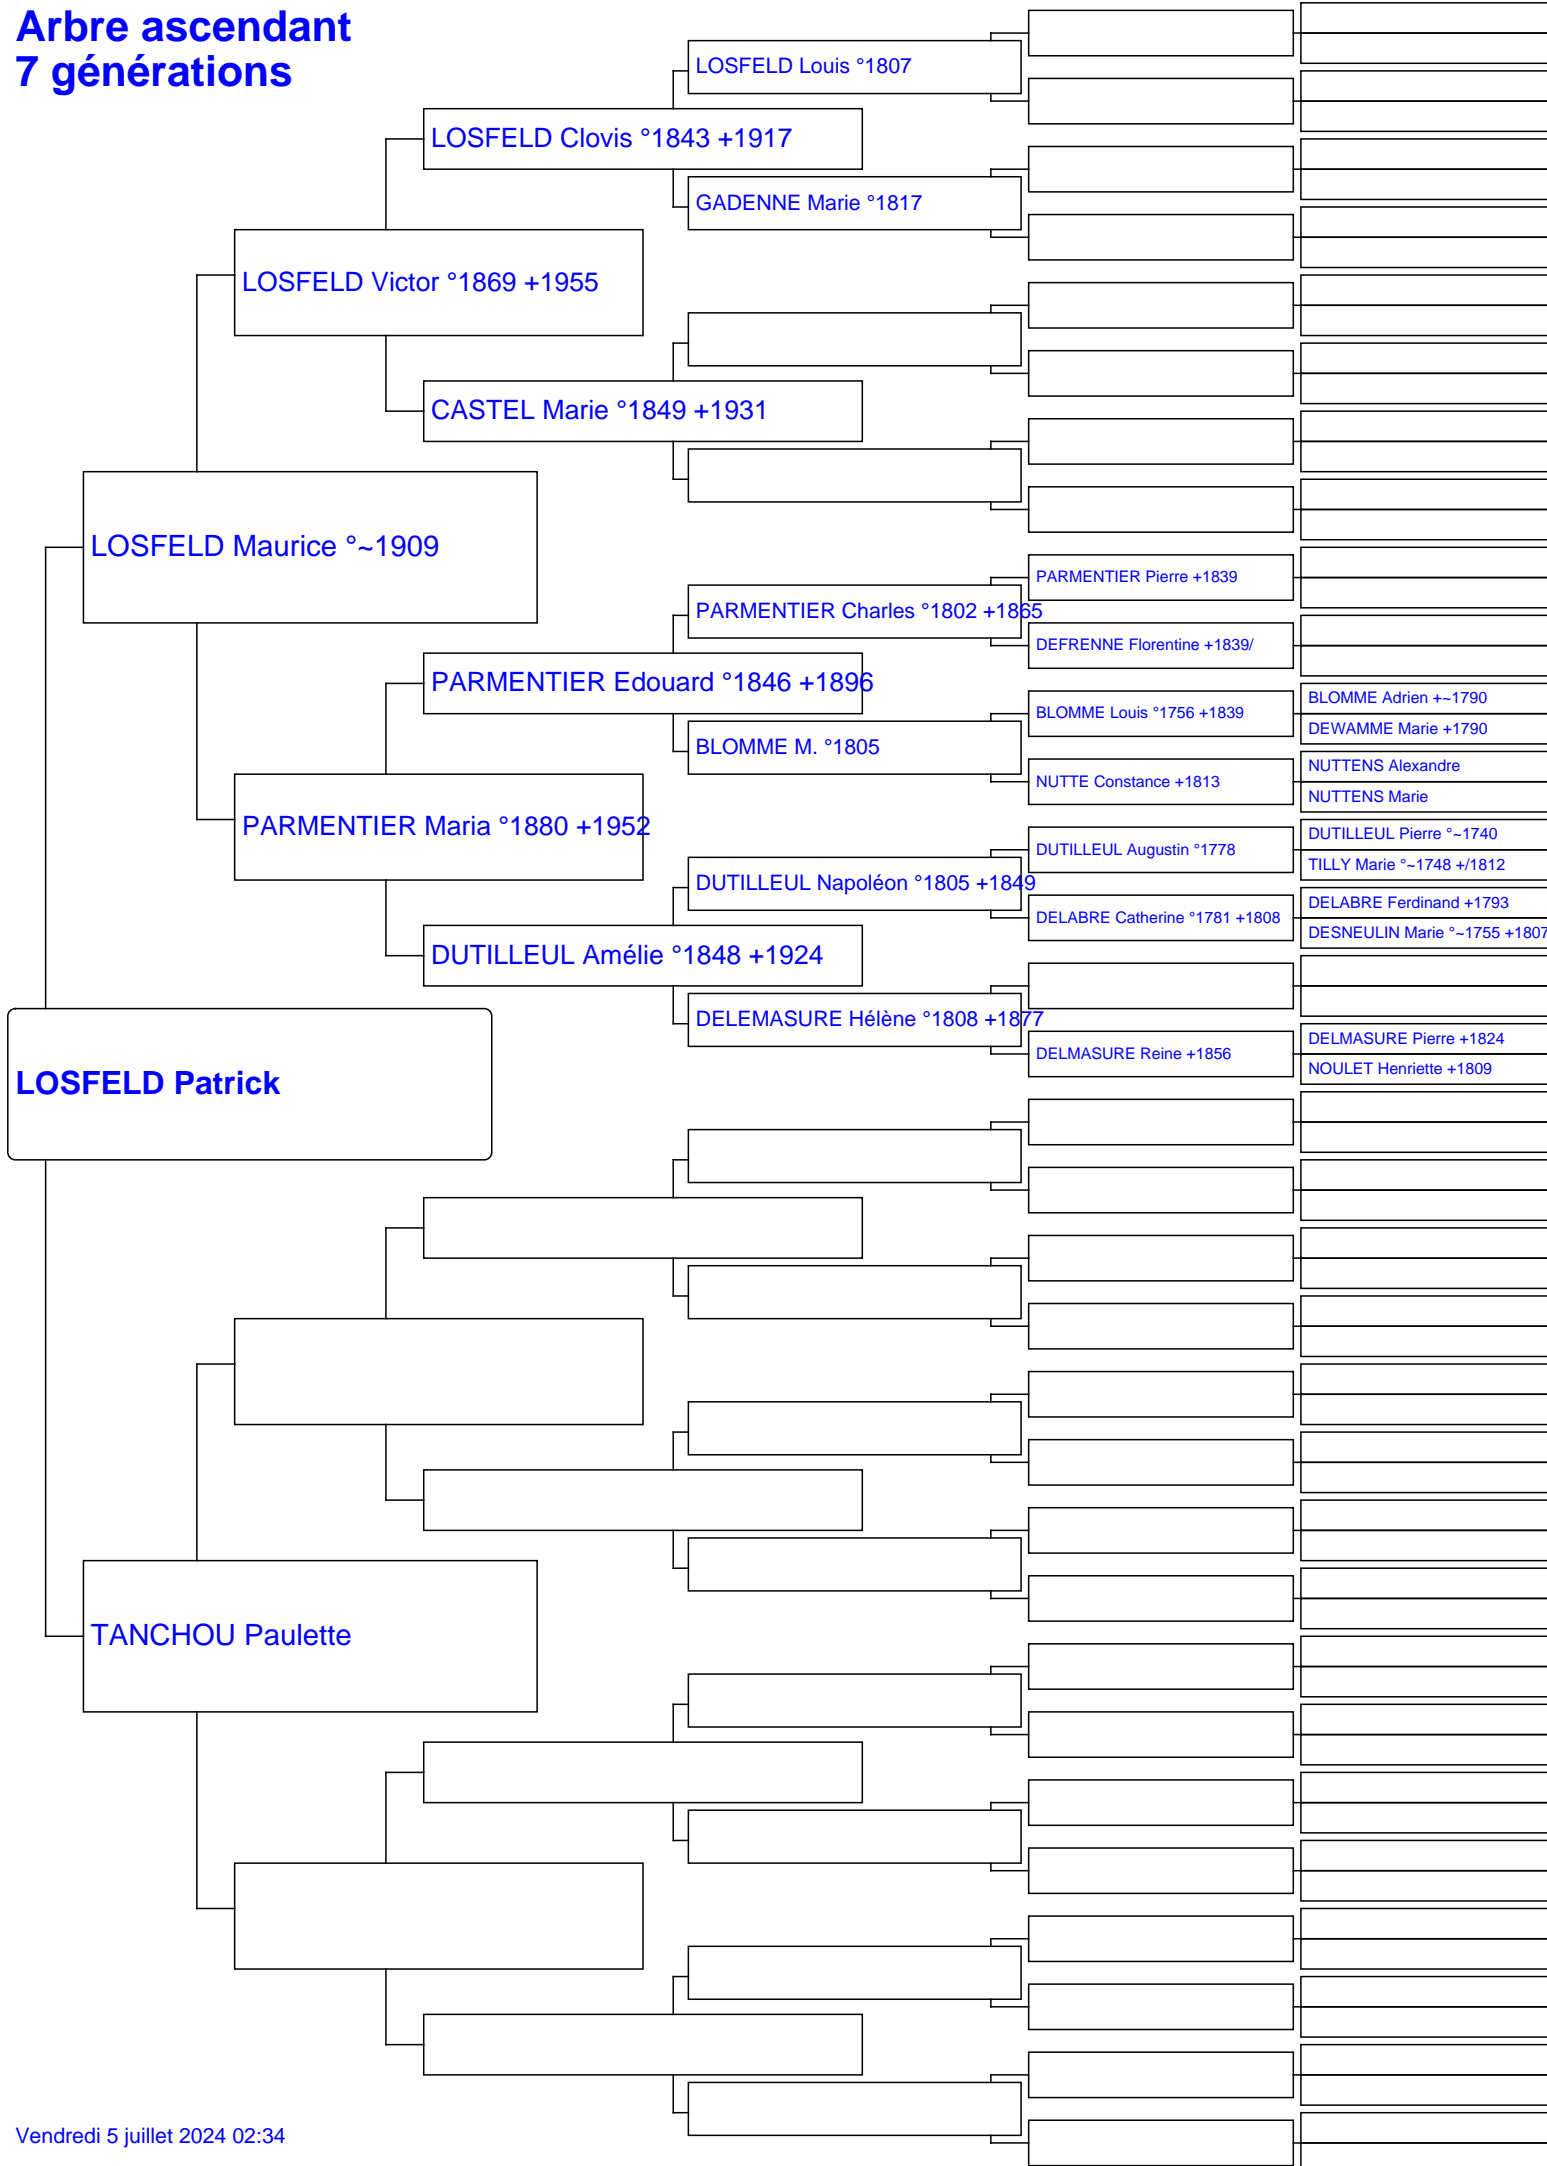 Arbre ascendant
7 générations
LOSFELD Louis °1807
LOSFELD Clovis °1843 +1917
GADENNE Marie °1817
LOSFELD Victor °1869 +1955
CASTEL Marie °1849 +1931
LOSFELD Maurice °~1909
PARMENTIER Pierre +1839
PARMENTIER Charles °1802 +1865
DEFRENNE Florentine +1839/
PARMENTIER Edouard °1846 +1896
BLOMME Adrien +~1790
BLOMME Louis °1756 +1839
DEWAMME Marie +1790
BLOMME M. °1805
NUTTENS Alexandre
NUTTE Constance +1813
NUTTENS Marie
PARMENTIER Maria °1880 +1952
DUTILLEUL Pierre °~1740
DUTILLEUL Augustin °1778
TILLY Marie °~1748 +/1812
DUTILLEUL Napoléon °1805 +1849
DELABRE Ferdinand +1793
DELABRE Catherine °1781 +1808
DESNEULIN Marie °~1755 +1807
DUTILLEUL Amélie °1848 +1924
DELEMASURE Hélène °1808 +1877
DELMASURE Pierre +1824
DELMASURE Reine +1856
NOULET Henriette +1809
LOSFELD Patrick
TANCHOU Paulette
Vendredi 5 juillet 2024 02:34